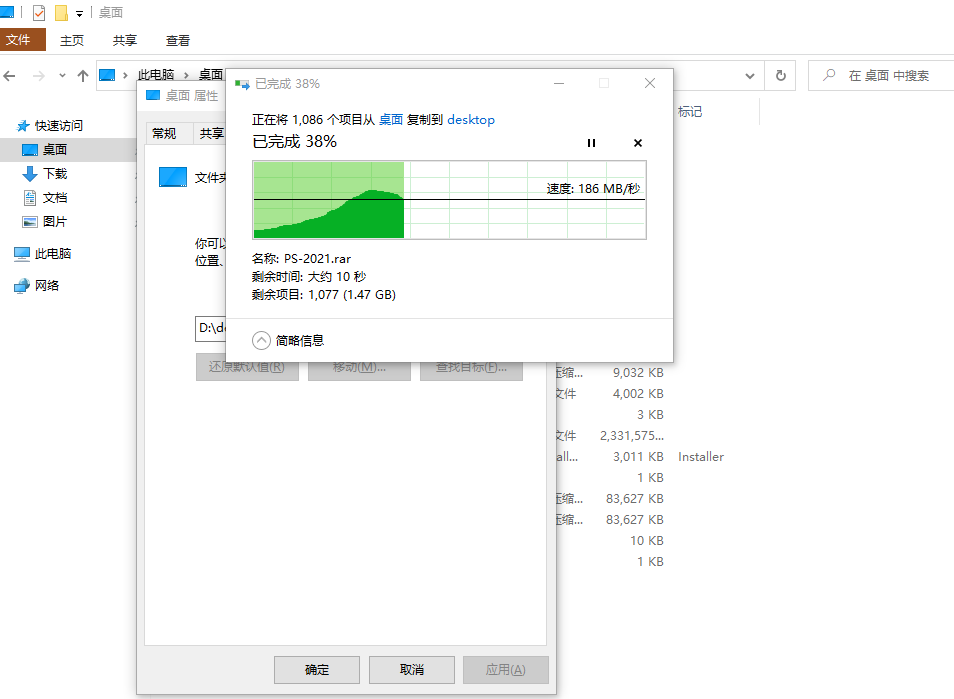 桌面
文件 主页 共享 查看
此电脑 桌面
在 桌面 中搜索
桌面 属性
已完成 38%
标记
正在将 1,086 个项目从 桌面 复制到 desktop
已完成 38%
速度: 186 MB/秒
名称: PS-2021.rar
剩余时间: 大约 10 秒
剩余项目: 1,077 (1.47 GB)
简略信息
快速访问
桌面
下载
文档
图片
此电脑
网络
常规 共享
文件夹
你可以
位置、
D:\de
还原默认值(R) 移动(M)... 查找目标(F)...
压缩... 9,032 KB
文件 4,002 KB
3 KB
文件 2,331,575...
all... 3,011 KB Installer
1 KB
压缩... 83,627 KB
压缩... 83,627 KB
10 KB
1 KB
确定 取消 应用(A)